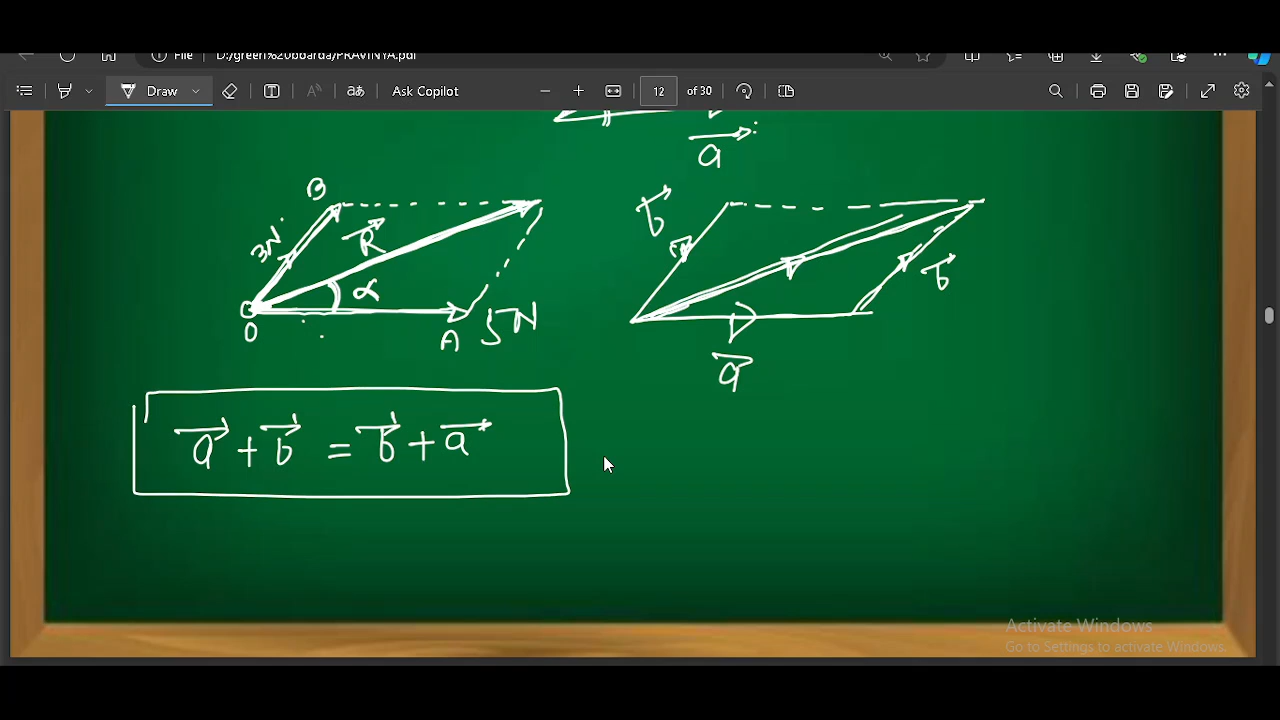 File D:/green%20boarda/PRAVINYA.pdf
Draw Ask Copilot 12 of 30
a
B
3N
R
α
O
A 5N
b
b
a
a + b = b + a
Activate Windows
Go to Settings to activate Windows.